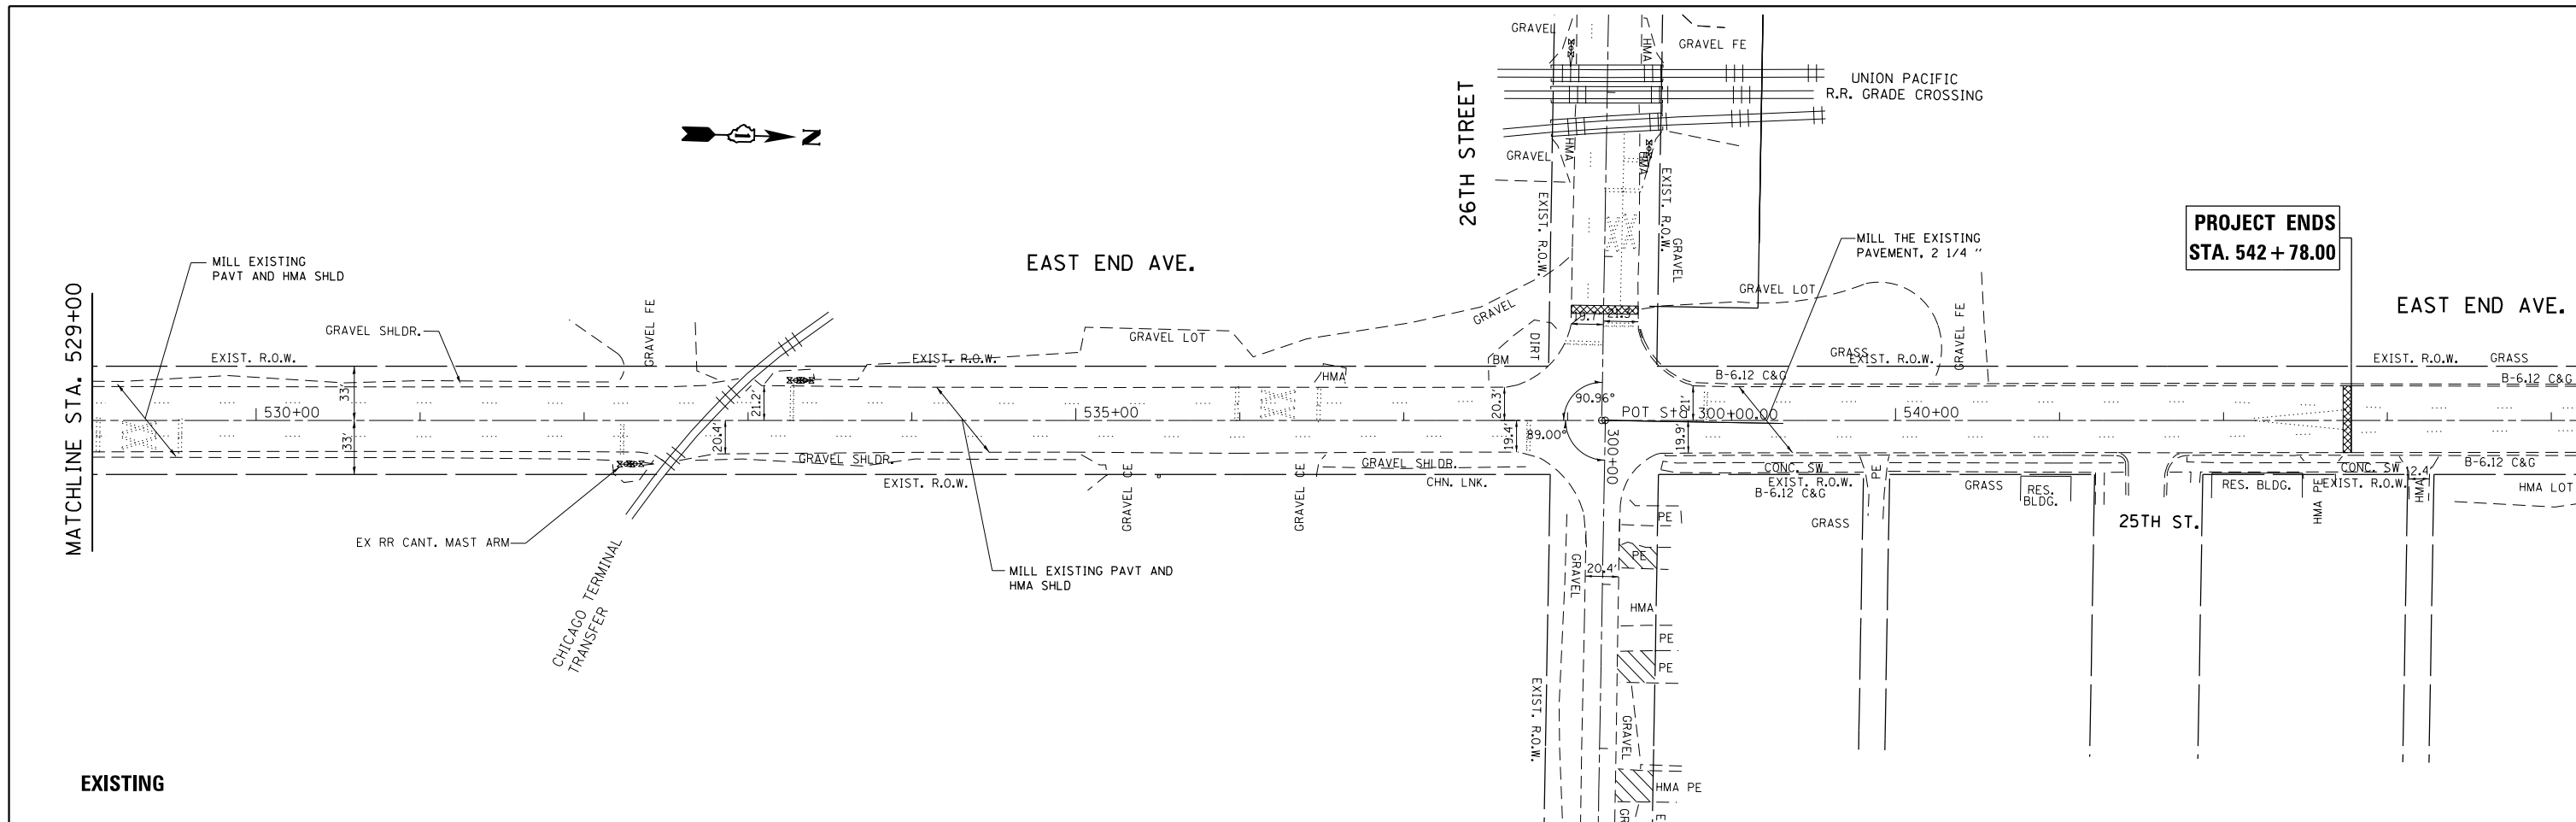 GRAVEL
HMA
GRAVEL FE
UNION PACIFIC
R.R. GRADE CROSSING
26TH STREET
N
GRAVEL
HMA
HMA
EXIST. R.O.W.
EXIST. R.O.W.
GRAVEL
PROJECT ENDS
STA. 542 + 78.00
MILL THE EXISTING
PAVEMENT, 2 1/4 "
MILL EXISTING
PAVT AND HMA SHLD
EAST END AVE.
EAST END AVE.
MATCHLINE STA. 529+00
GRAVEL SHLDR.
GRAVEL FE
GRAVEL LOT
GRAVEL
DIRT
19.7'
21.3'
GRAVEL LOT
GRAVEL FE
EXIST. R.O.W.
EXIST. R.O.W.
BM
HMA
GRASS
EXIST. R.O.W.
EXIST. R.O.W.
GRASS
B-6.12 C&G
B-6.12 C&G
33'
33'
530+00
21.2'
20.4'
535+00
20.3'
19.4'
90.96°
89.00°
POT Sta 300+00.00
300+00
21'
19.6'
540+00
GRAVEL SHLDR.
GRAVEL SHLDR.
EXIST. R.O.W.
CHN. LNK.
GRAVEL CE
GRAVEL CE
CONC. SW
EXIST. R.O.W.
B-6.12 C&G
PE
GRASS
GRASS
RES.
BLDG.
25TH ST.
RES. BLDG.
HMA PE
CONC. SW
EXIST. R.O.W.
12.4
HMA
B-6.12 C&G
HMA LOT
EX RR CANT. MAST ARM
CHICAGO TERMINAL
TRANSFER
MILL EXISTING PAVT AND
HMA SHLD
PE
PE
GRAVEL
20.4'
HMA
PE
PE
EXIST. R.O.W.
GRAVEL
HMA PE
EXISTING